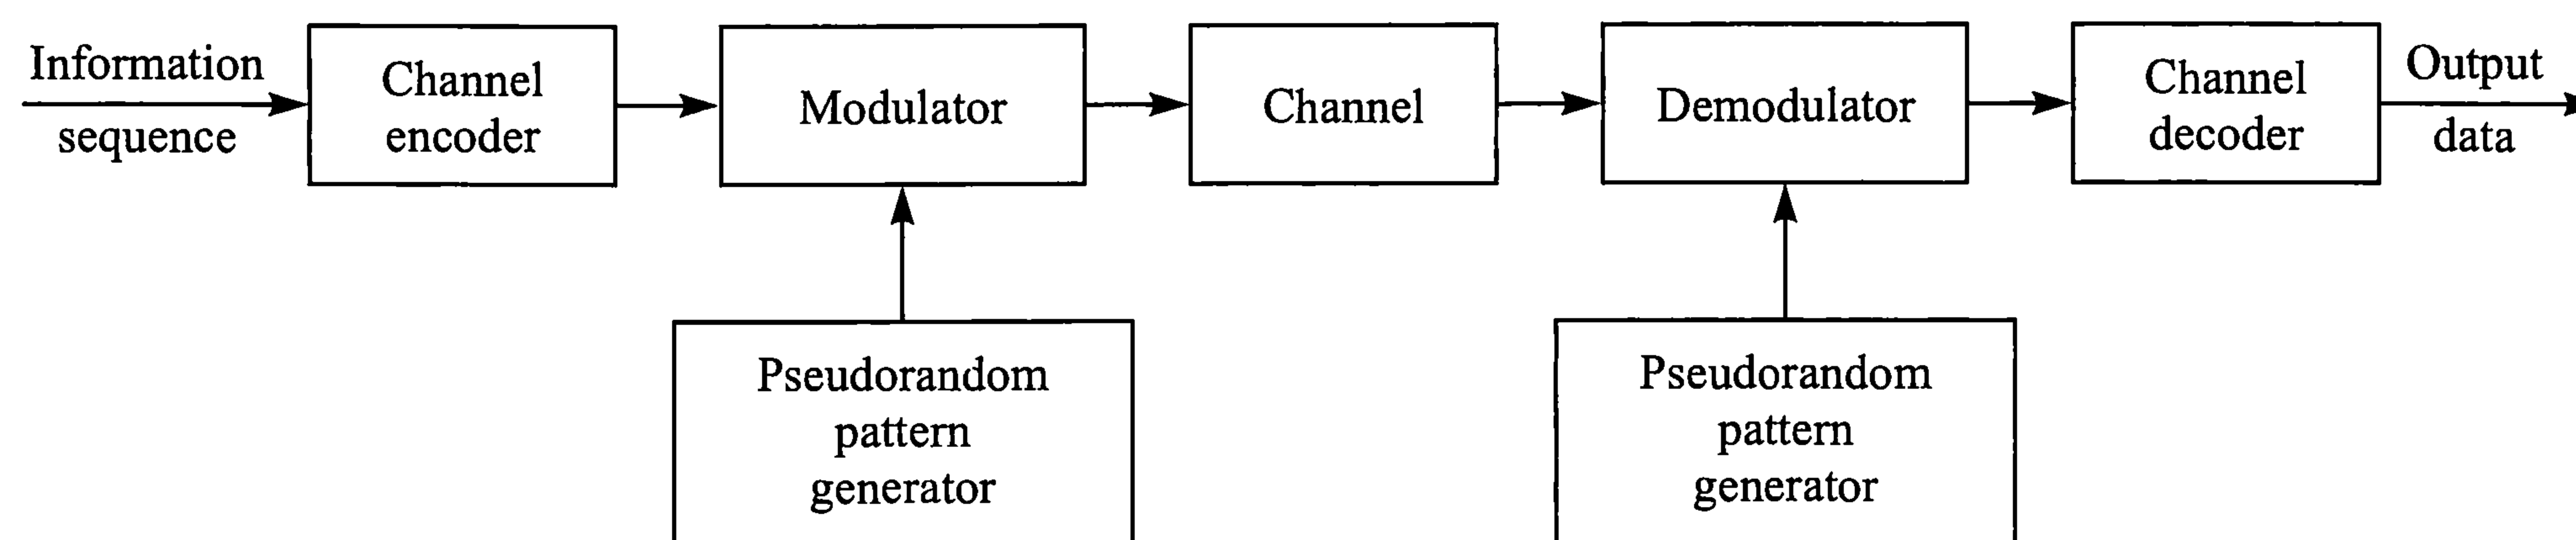 Information
sequence
Channel
encoder
Modulator
Channel
Demodulator
Channel
decoder
Output
data
Pseudorandom
pattern
generator
Pseudorandom
pattern
generator